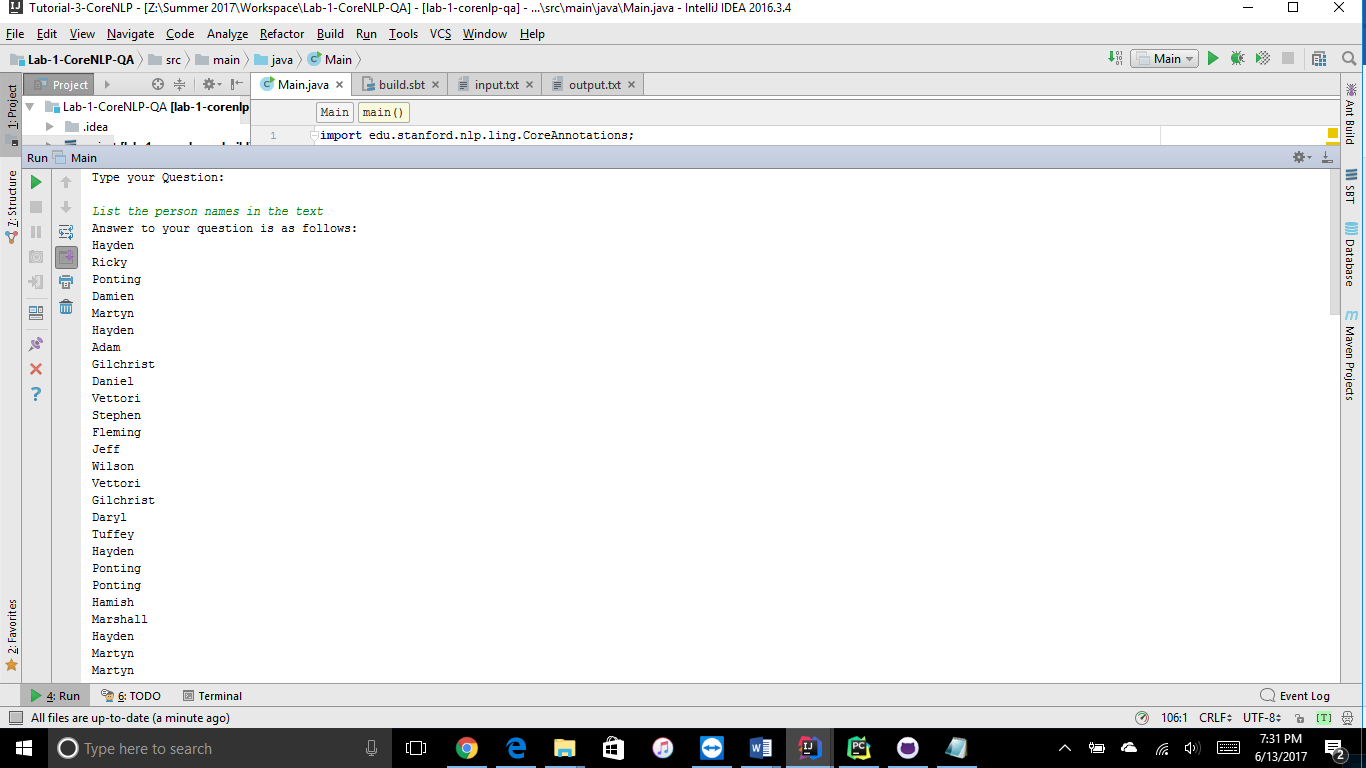 Tutorial-3-CoreNLP - [Z:\Summer 2017\Workspace\Lab-1-CoreNLP-QA] - [lab-1-corenlp-qa] - ...\src\main\java\Main.java - IntelliJ IDEA 2016.3.4
File Edit View Navigate Code Analyze Refactor Build Run Tools VCS Window Help
Lab-1-CoreNLP-QA src main java Main
Main
1: Project
Project
Main.java build.sbt input.txt output.txt
Lab-1-CoreNLP-QA [lab-1-corenlp
.idea
Main main()
1 import edu.stanford.nlp.ling.CoreAnnotations;
Run Main
7: Structure
2: Favorites
Type your Question:
List the person names in the text
Answer to your question is as follows:
Hayden
Ricky
Ponting
Damien
Martyn
Hayden
Adam
Gilchrist
Daniel
Vettori
Stephen
Fleming
Jeff
Wilson
Vettori
Gilchrist
Daryl
Tuffey
Hayden
Ponting
Ponting
Hamish
Marshall
Hayden
Martyn
Martyn
Ant Build
SBT
Database
m
Maven Projects
4: Run 6: TODO Terminal
Event Log
All files are up-to-date (a minute ago)
106:1 CRLF UTF-8 [T]
Type here to search
7:31 PM
6/13/2017
2